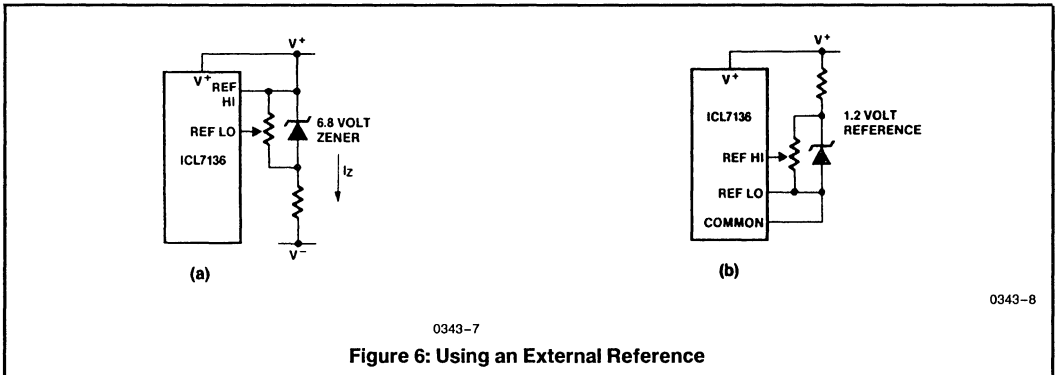 V+
V+
REF
HI
REF LO
ICL7136
6.8 VOLT
ZENER
IZ
V−
(a)
V+
V+
ICL7136
1.2 VOLT
REFERENCE
REF HI
REF LO
COMMON
(b)
0343–8
0343–7
Figure 6: Using an External Reference